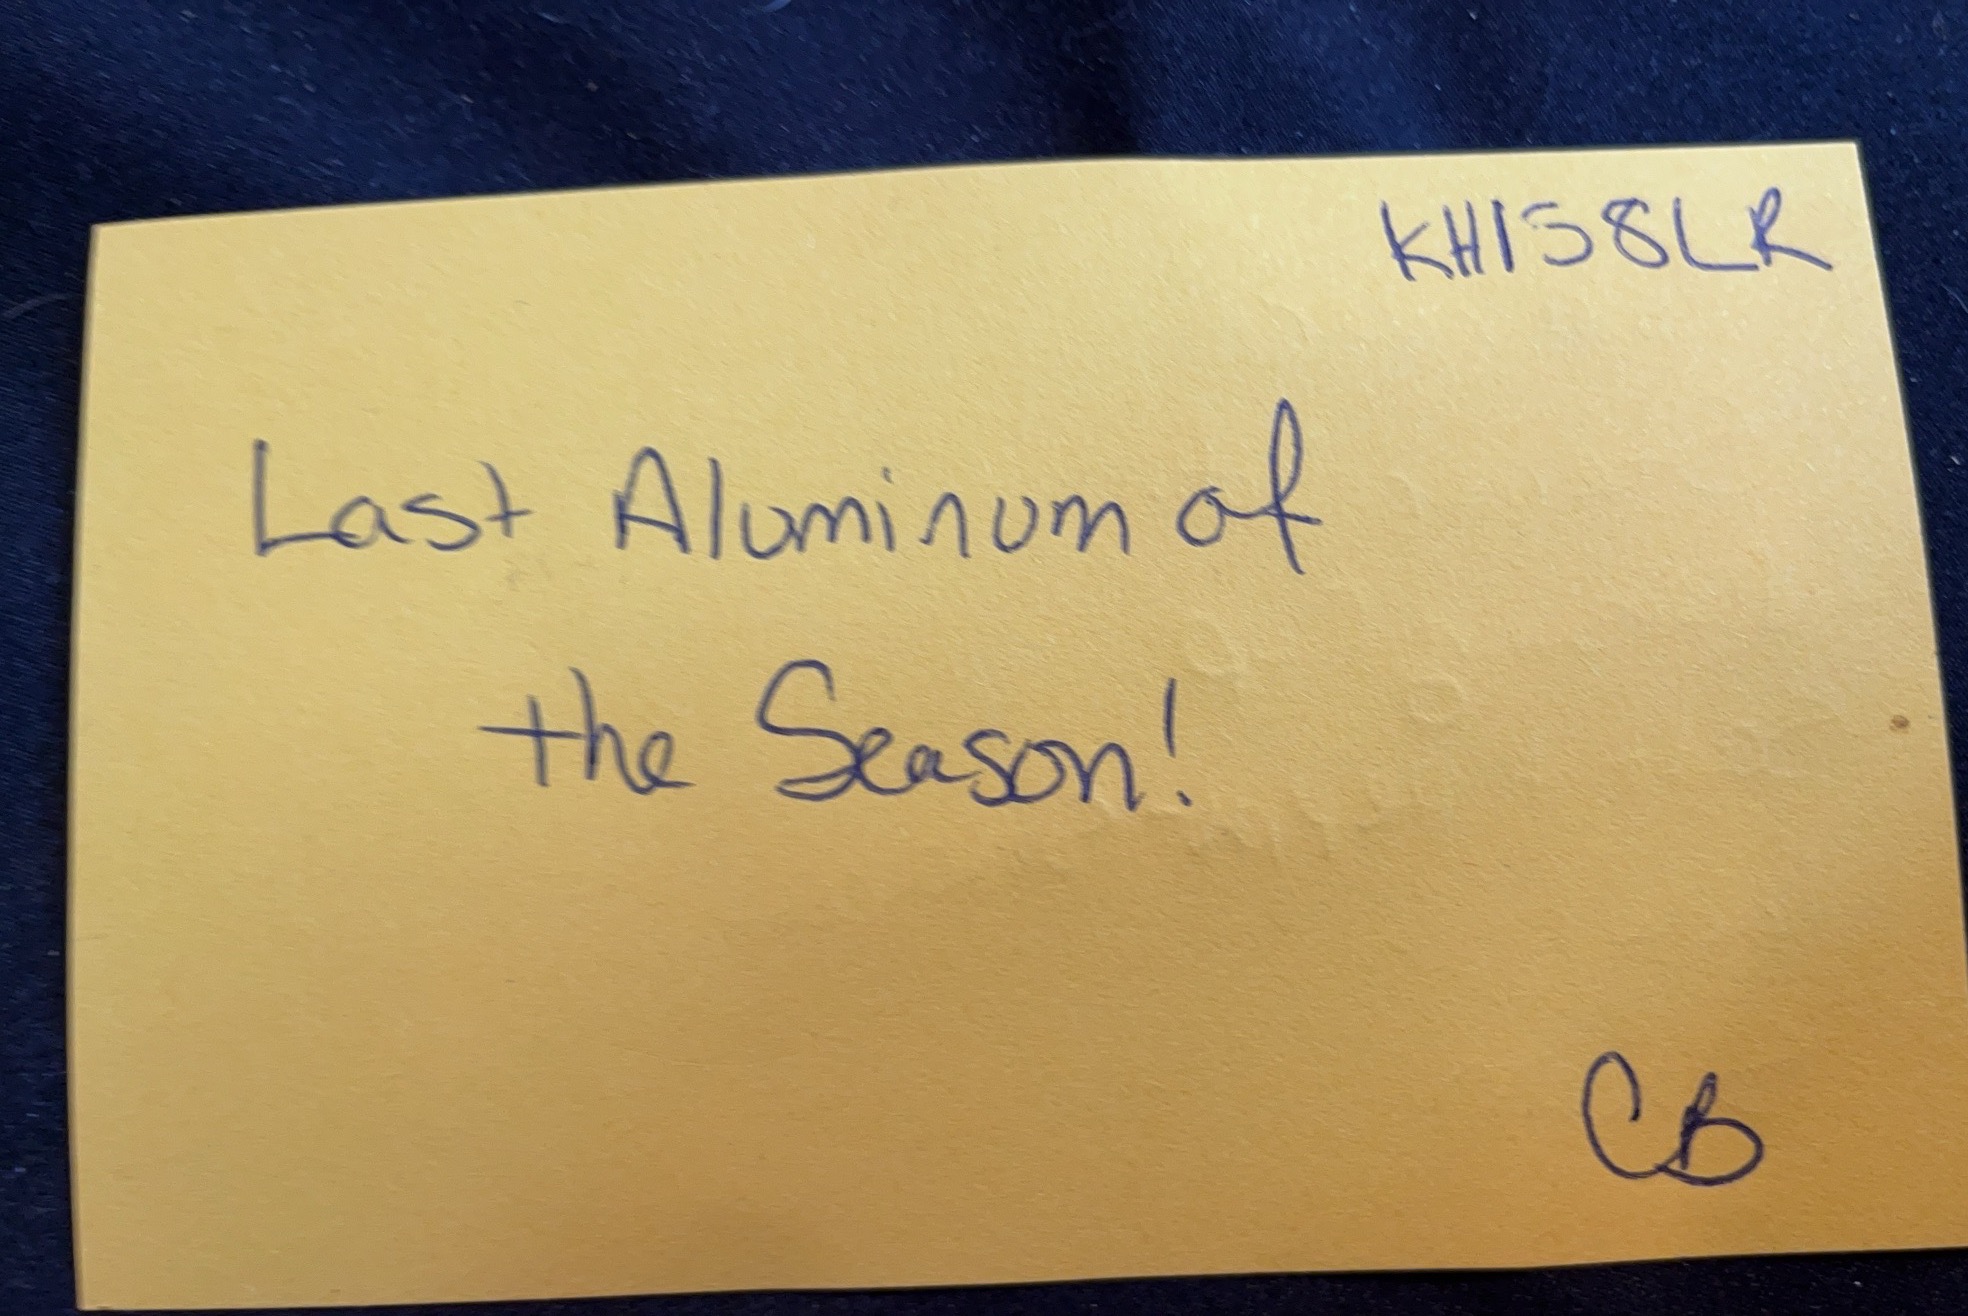 KH158LR
Last Aluminum of
the Season!
CB